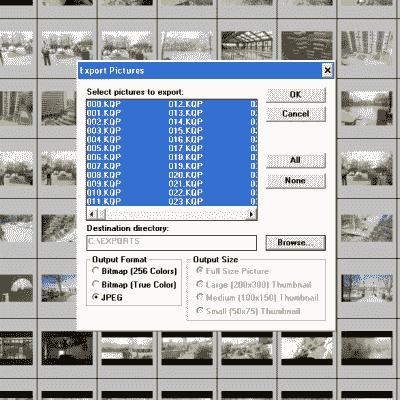 Export Pictures
Select pictures to export:
000.KQP 012.KQP 0
001.KQP 013.KQP 0
002.KQP 014.KQP 0
003.KQP 015.KQP 0
004.KQP 016.KQP 0
005.KQP 017.KQP 0
006.KQP 018.KQP 0
007.KQP 019.KQP 0
008.KQP 020.KQP 0
009.KQP 021.KQP 0
010.KQP 022.KQP 0
011.KQP 023.KQP 0
OK
Cancel
All
None
Destination directory:
C:\EXPORTS
Browse...
Output Format
Bitmap (256 Colors)
Bitmap (True Color)
JPEG
Output Size
Full Size Picture
Large (200x300) Thumbnail
Medium (100x150) Thumbnail
Small (50x75) Thumbnail